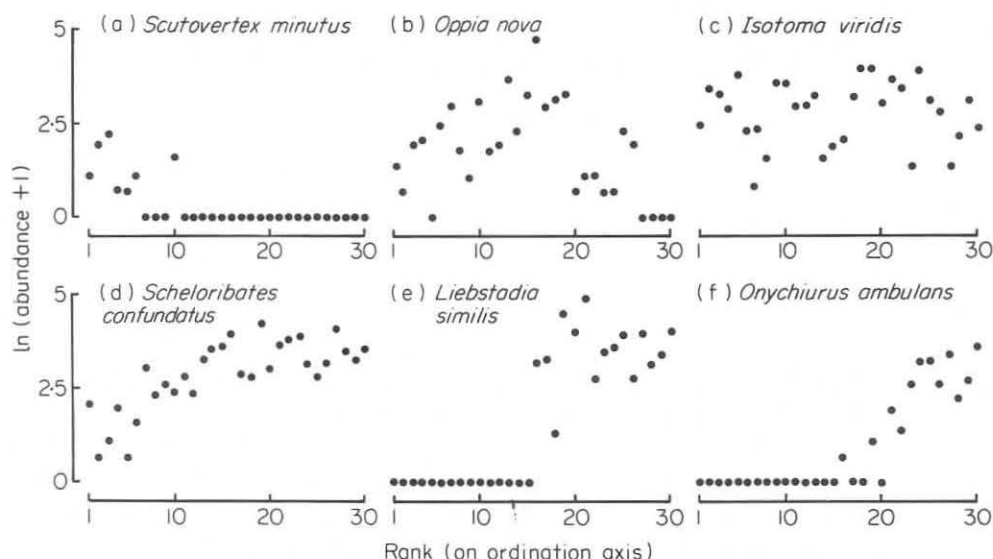 (a) Scutovertex minutus
(b) Oppia nova
(c) Isotoma viridis
5
2·5
0
1 10 20 30
1 10 20 30
1 10 20 30
(d) Scheloribates
confundatus
(e) Liebstadia
similis
(f) Onychiurus ambulans
5
2·5
0
1 10 20 30
1 10 20 30
1 10 20 30
ln (abundance +1)
Rank (on ordination axis)